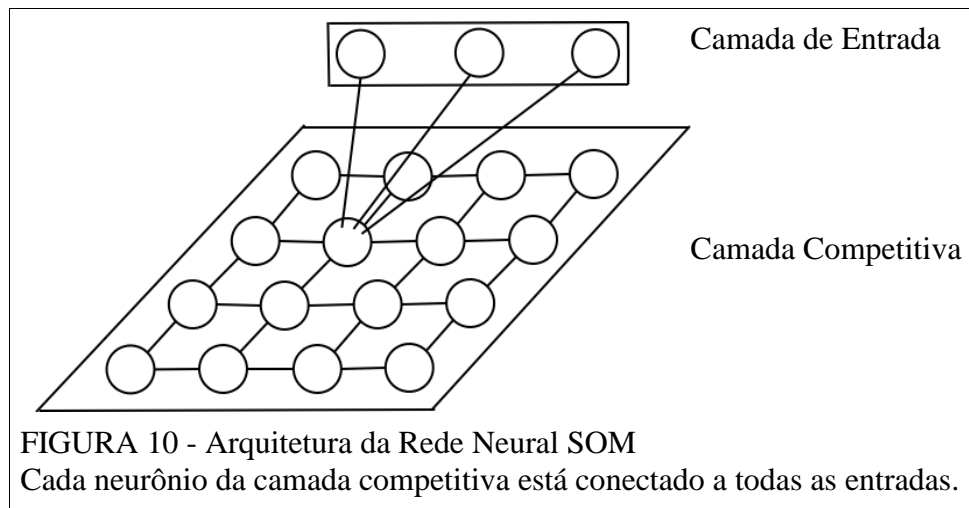 Camada de Entrada
Camada Competitiva
FIGURA 10 - Arquitetura da Rede Neural SOM
Cada neurônio da camada competitiva está conectado a todas as entradas.